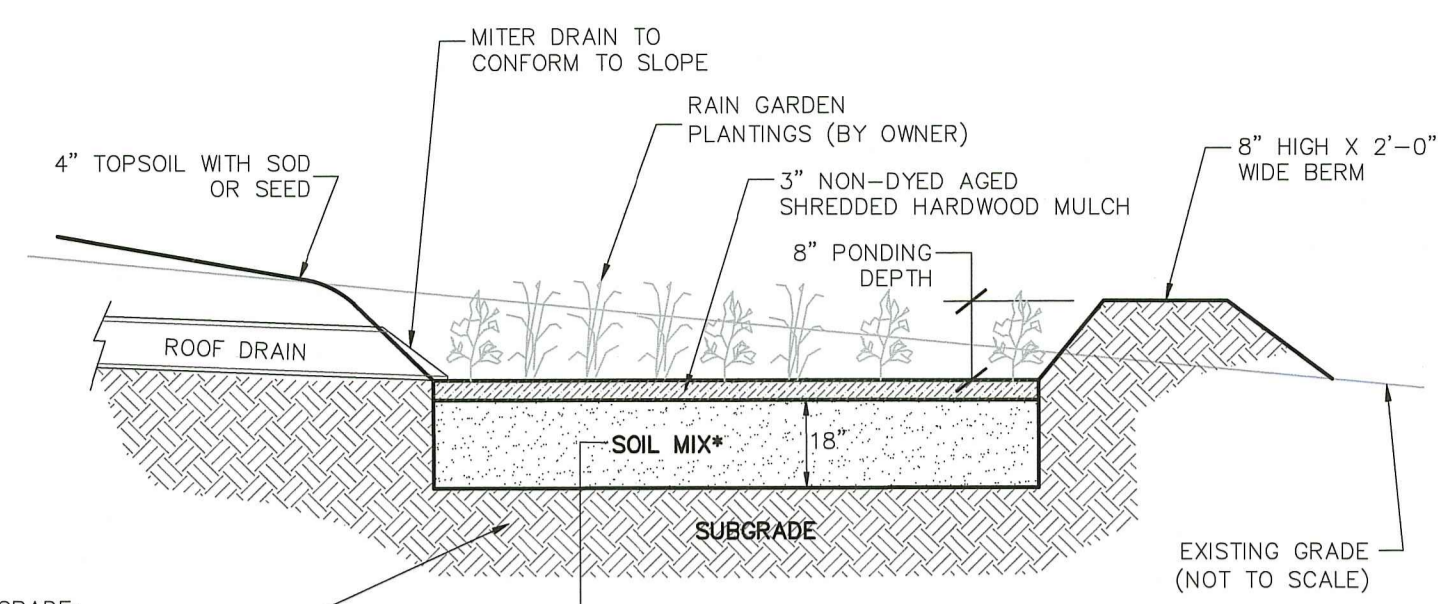 MITER DRAIN TO
CONFORM TO SLOPE
RAIN GARDEN
PLANTINGS (BY OWNER)
4” TOPSOIL WITH SOD
OR SEED
8” HIGH X 2’-0”
WIDE BERM
3” NON-DYED AGED
SHREDDED HARDWOOD MULCH
8” PONDING
DEPTH
ROOF DRAIN
SOIL MIX*
18”
SUBGRADE
EXISTING GRADE
(NOT TO SCALE)
GRADE